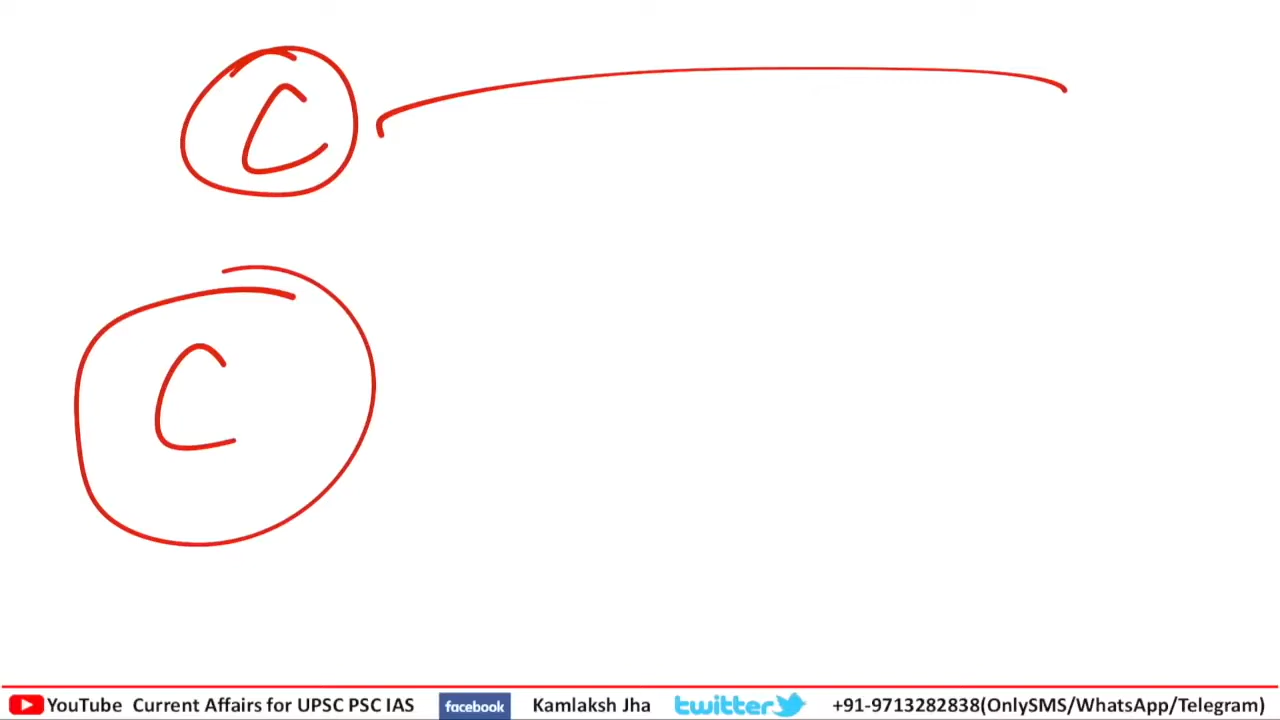 C
C
YouTube Current Affairs for UPSC PSC IAS facebook Kamlaksh Jha twitter +91-9713282838(OnlySMS/WhatsApp/Telegram)